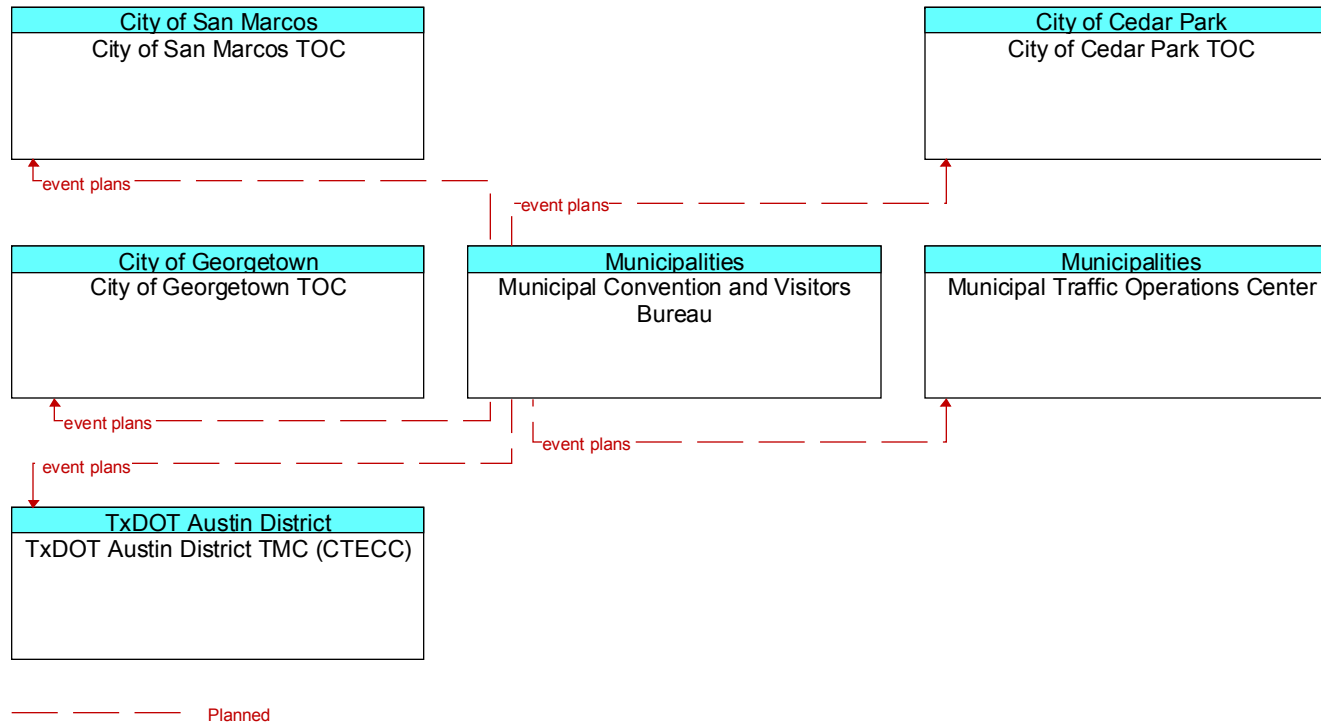 City of San Marcos
City of San Marcos TOC
City of Cedar Park
City of Cedar Park TOC
event plans
event plans
City of Georgetown
City of Georgetown TOC
Municipalities
Municipal Convention and Visitors
Bureau
Municipalities
Municipal Traffic Operations Center
event plans
event plans
event plans
TxDOT Austin District
TxDOT Austin District TMC (CTECC)
Planned